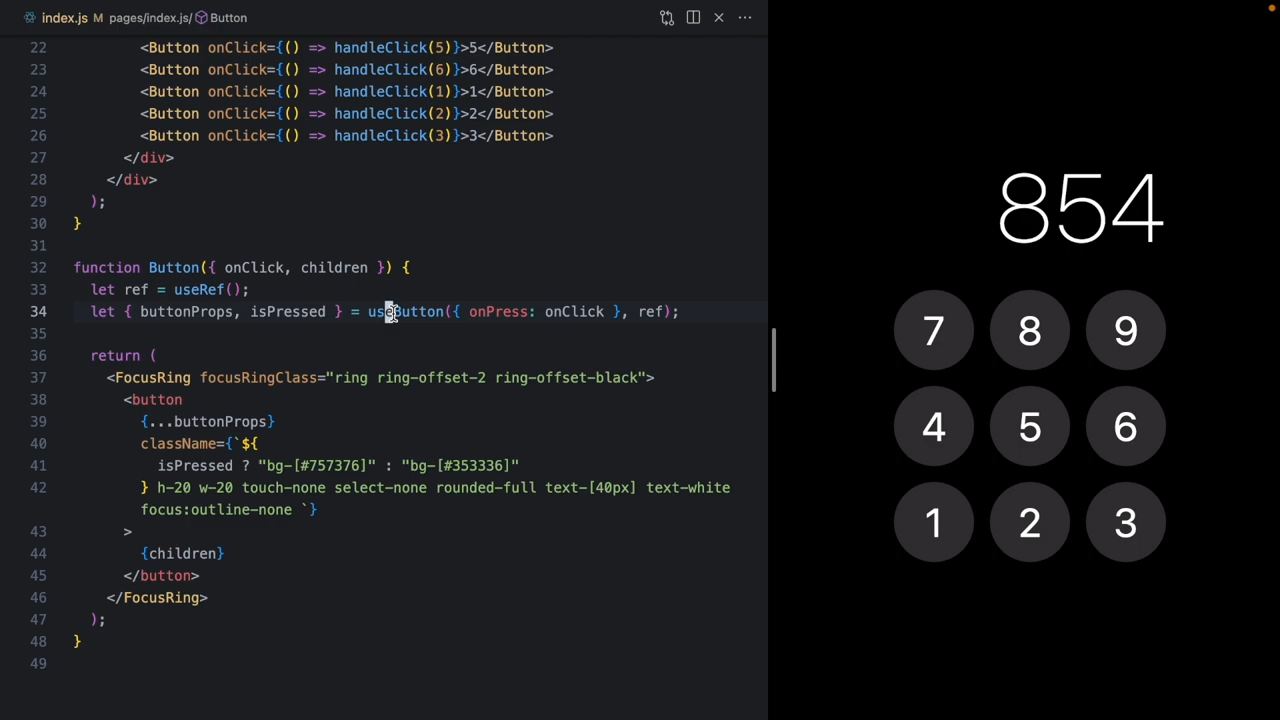 index.js M pages/index.js/ Button
22 <Button onClick={() => handleClick(5)}>5</Button>
23 <Button onClick={() => handleClick(6)}>6</Button>
24 <Button onClick={() => handleClick(1)}>1</Button>
25 <Button onClick={() => handleClick(2)}>2</Button>
26 <Button onClick={() => handleClick(3)}>3</Button>
27 </div>
28 </div>
29 );
30 }
31
32 function Button({ onClick, children }) {
33 let ref = useRef();
34 let { buttonProps, isPressed } = useButton({ onPress: onClick }, ref);
35
36 return (
37 <FocusRing focusRingClass="ring ring-offset-2 ring-offset-black">
38 <button
39 {...buttonProps}
40 className={`${
41 isPressed ? "bg-[#757376]" : "bg-[#353336]"
42 } h-20 w-20 touch-none select-none rounded-full text-[40px] text-white
focus:outline-none `}
43 >
44 {children}
45 </button>
46 </FocusRing>
47 );
48 }
49
854
7 8 9
4 5 6
1 2 3